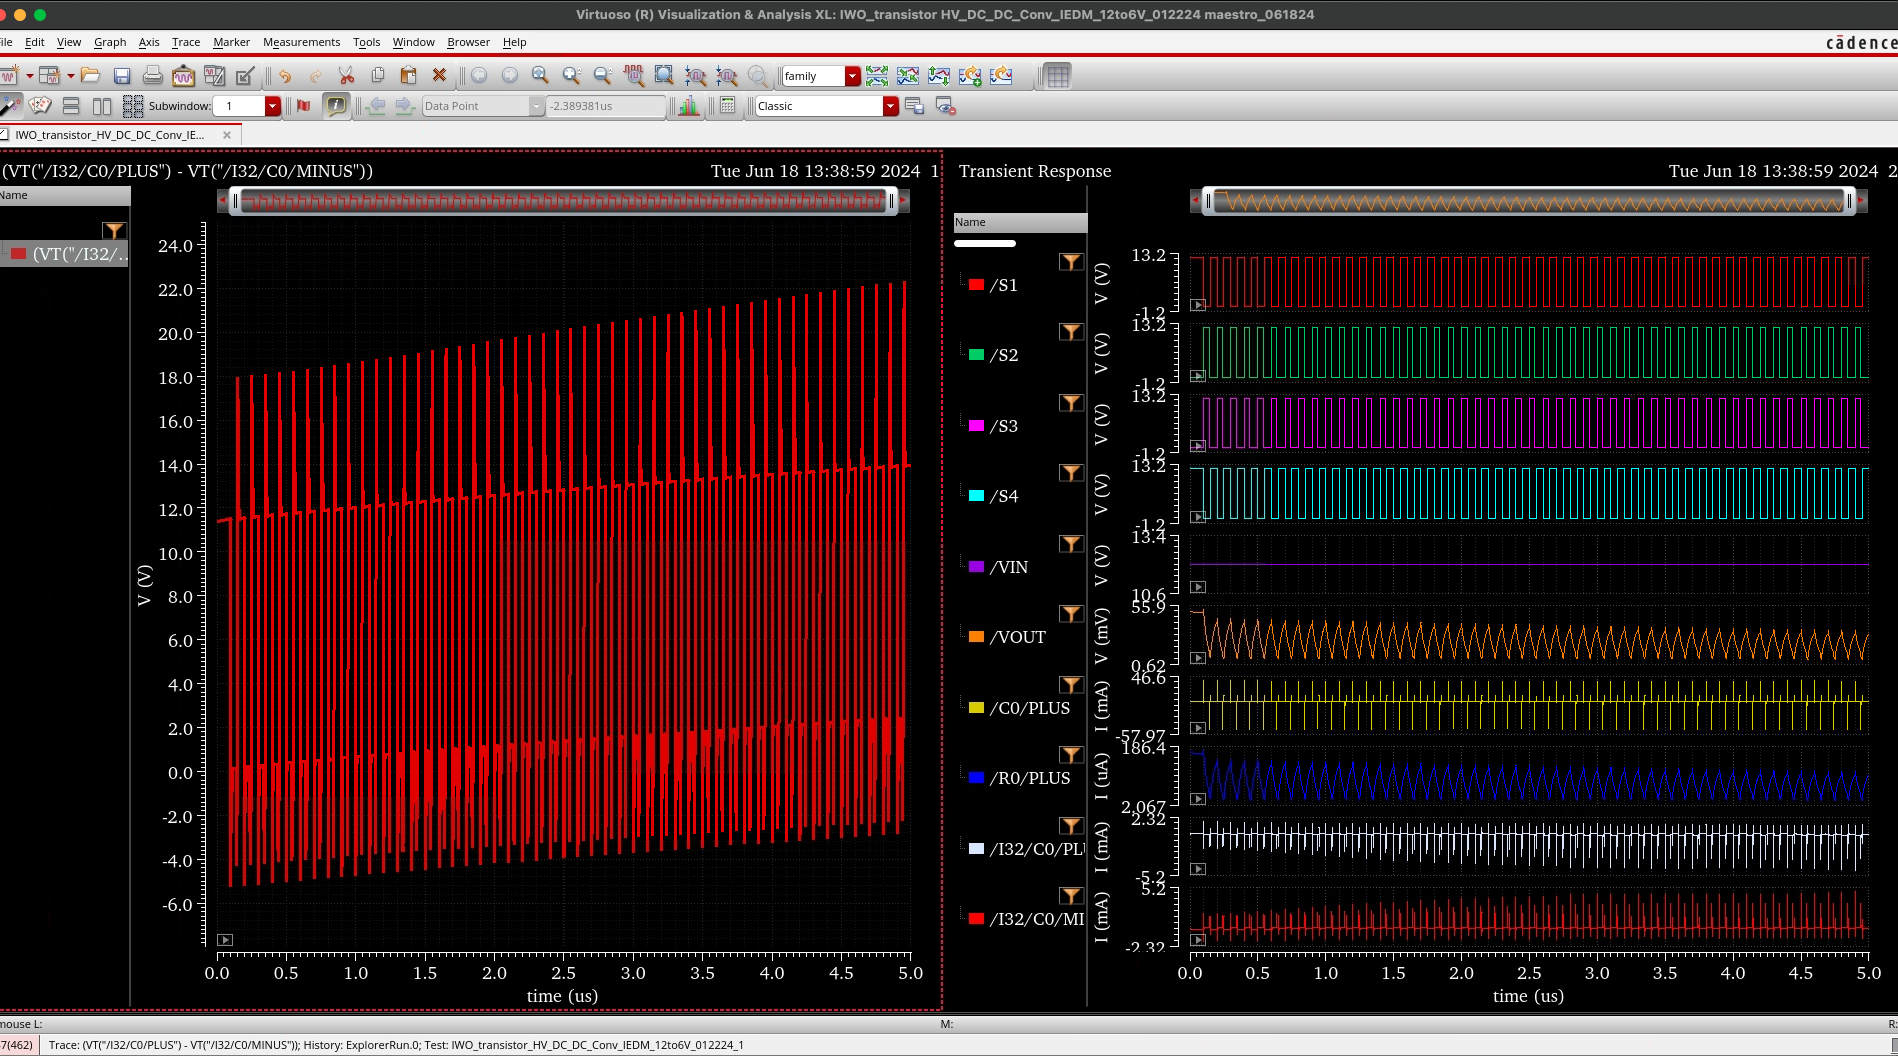 Virtuoso (R) Visualization & Analysis XL: IWO_transistor HV_DC_DC_Conv_IEDM_12to6V_012224 maestro_061824
ile Edit View Graph Axis Trace Marker Measurements Tools Window Browser Help
cādence
family
Subwindow: 1
Data Point
-2.389381us
Classic
IWO_transistor_HV_DC_DC_Conv_IE...
(VT("/I32/C0/PLUS") - VT("/I32/C0/MINUS"))
Tue Jun 18 13:38:59 2024 1
Name
(VT("/I32/..
V (V)
24.0
22.0
20.0
18.0
16.0
14.0
12.0
10.0
8.0
6.0
4.0
2.0
0.0
-2.0
-4.0
-6.0
0.0 0.5 1.0 1.5 2.0 2.5 3.0 3.5 4.0 4.5 5.0
time (us)
Transient Response
Tue Jun 18 13:38:59 2024 2
Name
/S1
V (V)
13.2
-1.2
/S2
V (V)
13.2
-1.2
/S3
V (V)
13.2
-1.2
/S4
V (V)
13.2
-1.2
/VIN
V (V)
13.4
10.6
/VOUT
V (mV)
55.9
0.62
/C0/PLUS
I (mA)
46.6
-57.97
/R0/PLUS
I (uA)
186.4
2.067
/I32/C0/PLU
I (mA)
2.32
-5.2
/I32/C0/MI
I (mA)
5.2
-2.32
0.0 0.5 1.0 1.5 2.0 2.5 3.0 3.5 4.0 4.5 5.0
time (us)
mouse L:
M:
R:
7(462)
Trace: (VT("/I32/C0/PLUS") - VT("/I32/C0/MINUS")); History: ExplorerRun.0; Test: IWO_transistor_HV_DC_DC_Conv_IEDM_12to6V_012224_1